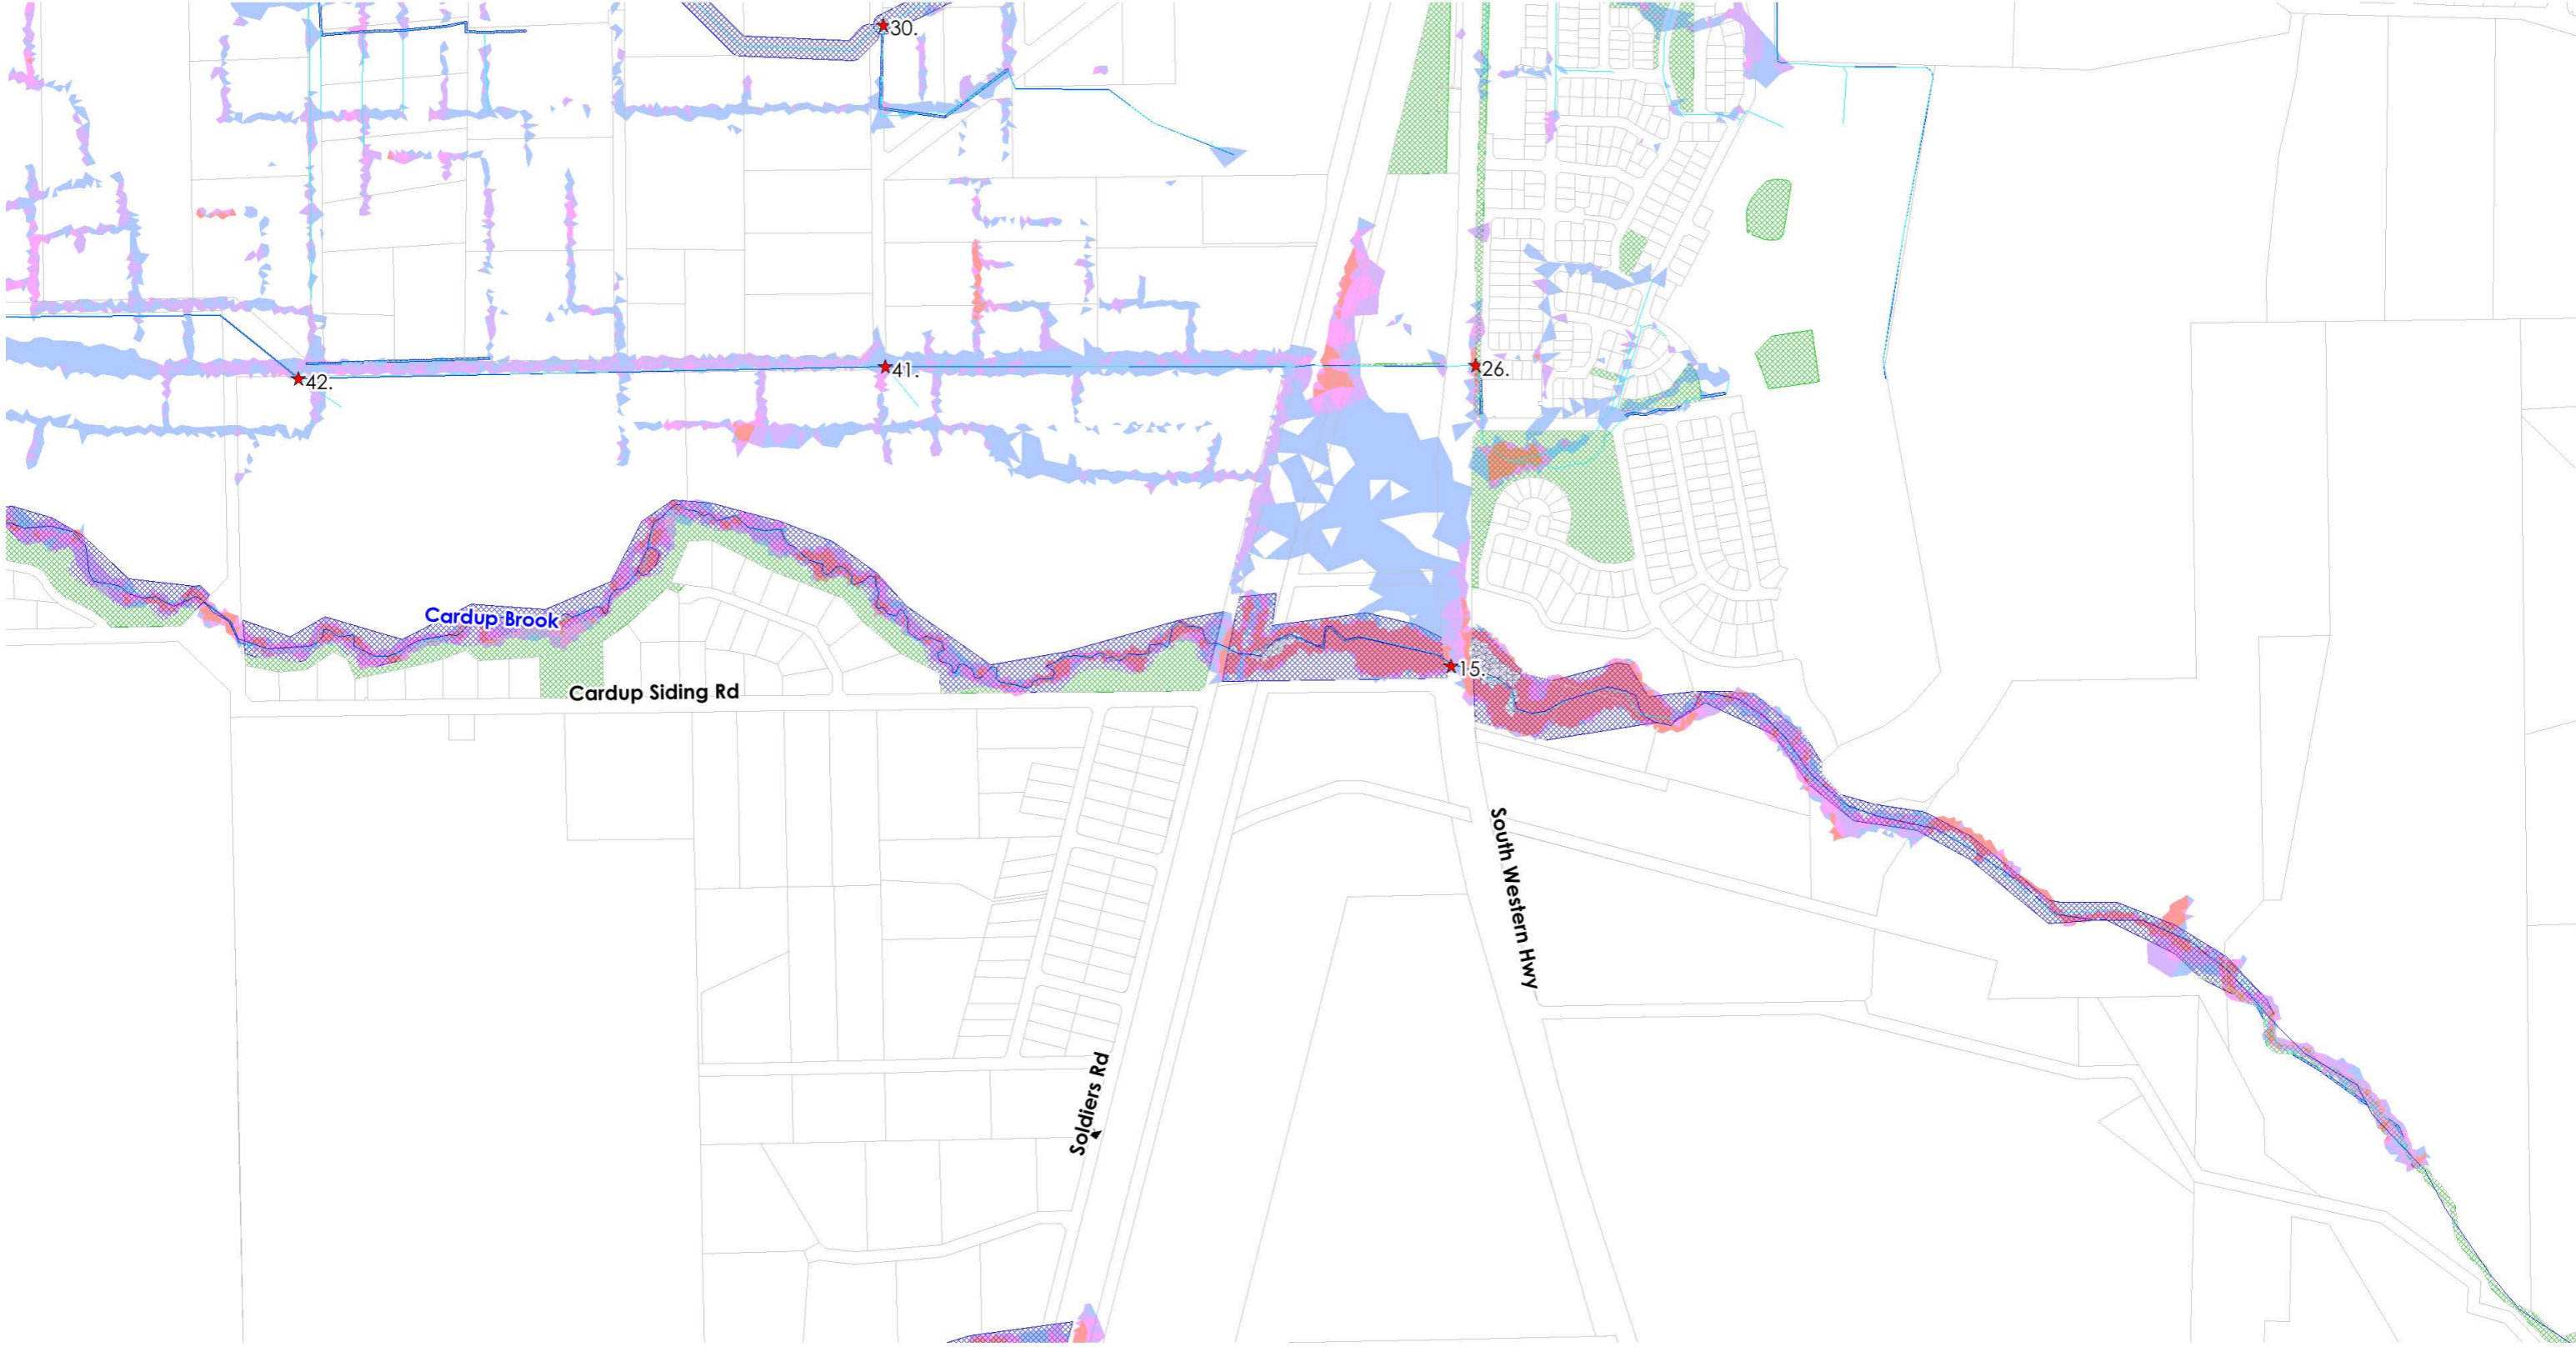 30.
42.
41.
26.
Cardup Brook
15.
Cardup Siding Rd
South Western Hwy
Soldiers Rd